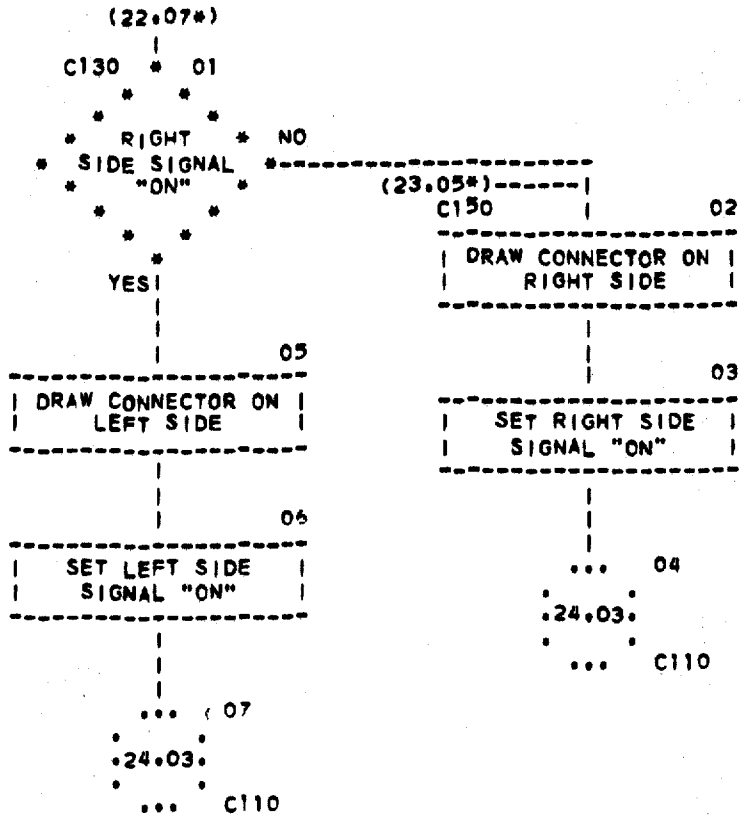 (22.07*)
C130 01
RIGHT
SIDE SIGNAL
"ON"
NO
YES
(23.05*)
C150 02
DRAW CONNECTOR ON
RIGHT SIDE
03
SET RIGHT SIDE
SIGNAL "ON"
04
24.03
C110
05
DRAW CONNECTOR ON
LEFT SIDE
06
SET LEFT SIDE
SIGNAL "ON"
07
24.03
C110